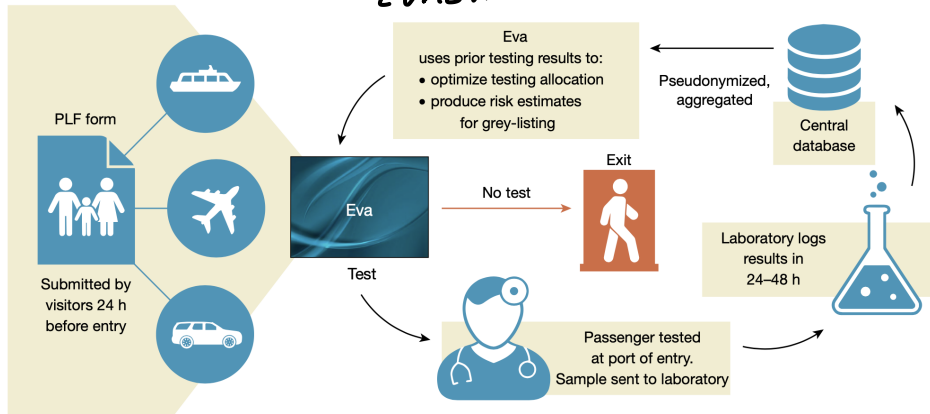 PLF form
Submitted by
visitors 24 h
before entry
Eva
uses prior testing results to:
• optimize testing allocation
• produce risk estimates
for grey-listing
Eva
Test
No test
Exit
Passenger tested
at port of entry.
Sample sent to laboratory
Laboratory logs
results in
24–48 h
Central
database
Pseudonymized,
aggregated